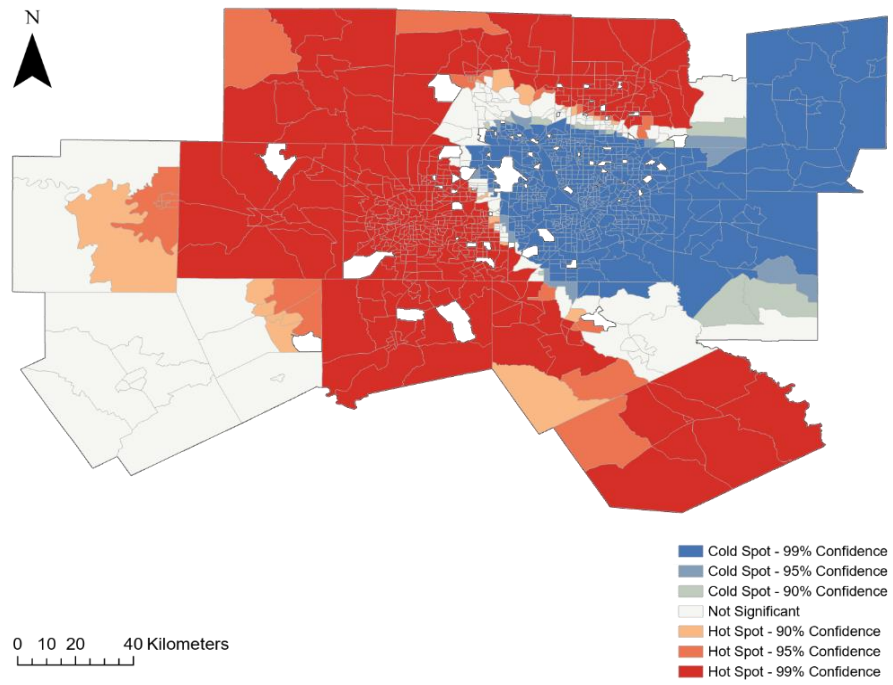 N
Cold Spot - 99% Confidence
Cold Spot - 95% Confidence
Cold Spot - 90% Confidence
Not Significant
Hot Spot - 90% Confidence
Hot Spot - 95% Confidence
Hot Spot - 99% Confidence
0 10 20 40 Kilometers